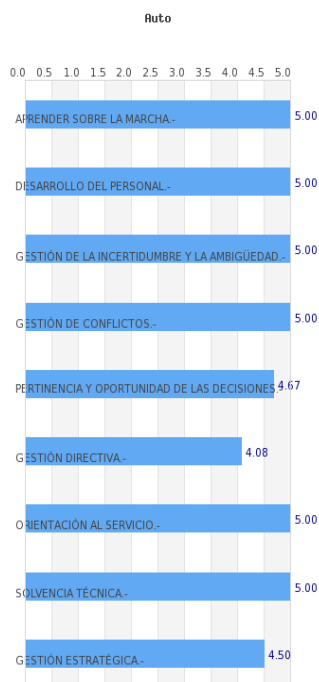 Auto
0.0 0.5 1.0 1.5 2.0 2.5 3.0 3.5 4.0 4.5 5.0
APRENDER SOBRE LA MARCHA.- 5.00
DESARROLLO DEL PERSONAL.- 5.00
GESTIÓN DE LA INCERTIDUMBRE Y LA AMBIGÜEDAD.- 5.00
GESTIÓN DE CONFLICTOS.- 5.00
PERTINENCIA Y OPORTUNIDAD DE LAS DECISIONES.- 4.67
GESTIÓN DIRECTIVA.- 4.08
ORIENTACIÓN AL SERVICIO.- 5.00
SOLVENCIA TÉCNICA.- 5.00
GESTIÓN ESTRATÉGICA.- 4.50